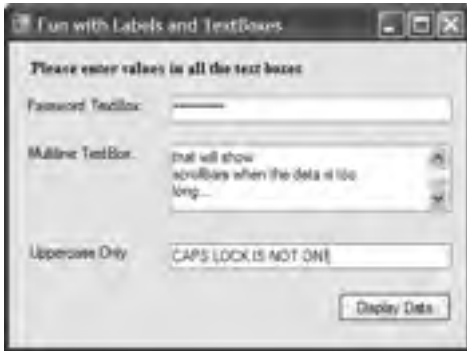 Fun with Labels and TextBoxes
Please enter values in all the text boxes
Password TextBox
Multiline TextBox
that will show
scrollbars when the data is too
long...
Uppercase Only
CAPS LOCK IS NOT ON!
Display Data